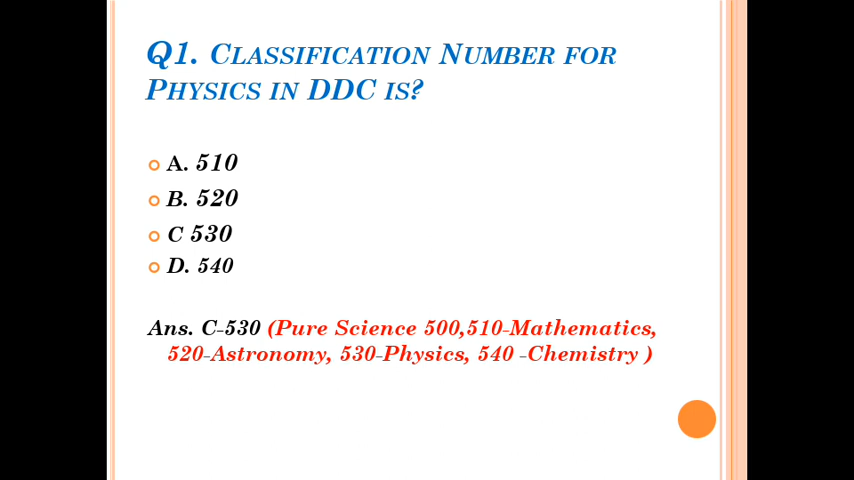 Q1. Classification Number for
Physics in DDC is?
A. 510
B. 520
C 530
D. 540
Ans. C-530 (Pure Science 500,510-Mathematics,
520-Astronomy, 530-Physics, 540 -Chemistry )